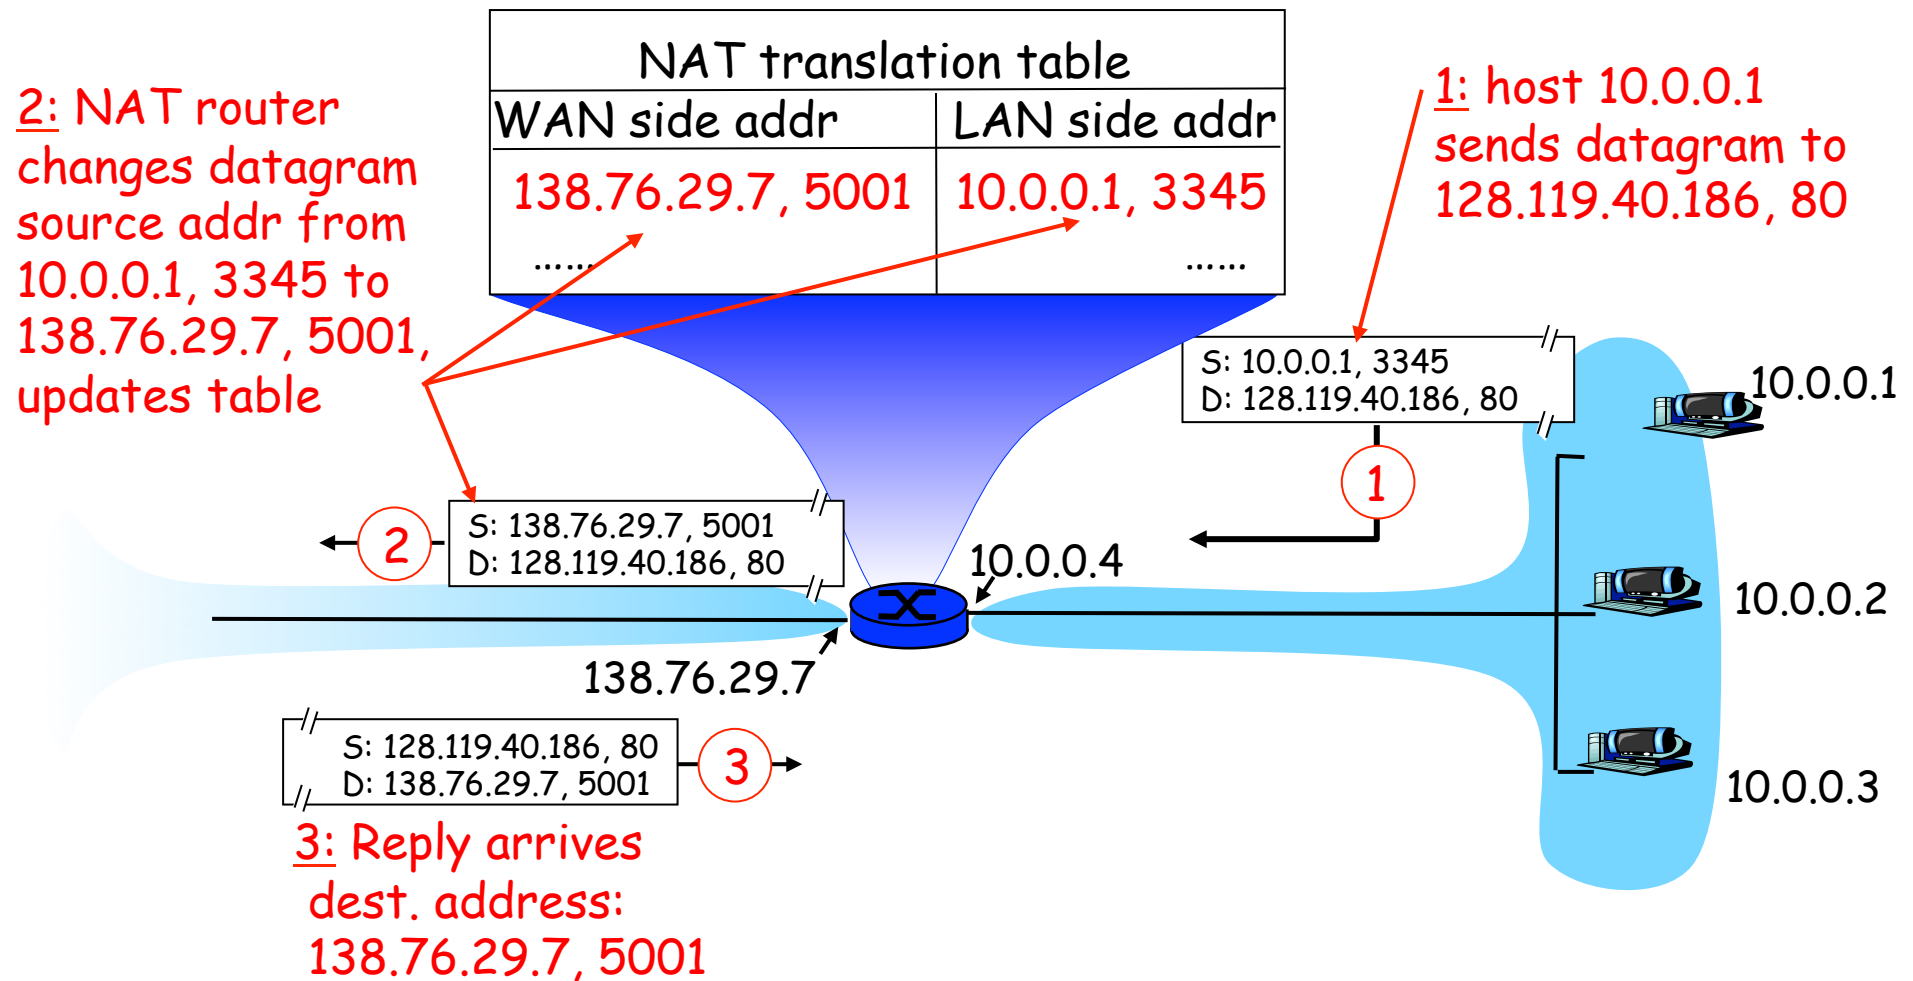 NAT translation table
WAN side addr LAN side addr
138.76.29.7, 5001 10.0.0.1, 3345
...... ......
2: NAT router
changes datagram
source addr from
10.0.0.1, 3345 to
138.76.29.7, 5001,
updates table
1: host 10.0.0.1
sends datagram to
128.119.40.186, 80
S: 10.0.0.1, 3345
D: 128.119.40.186, 80
1
10.0.0.1
S: 138.76.29.7, 5001
D: 128.119.40.186, 80
2
10.0.0.4
10.0.0.2
138.76.29.7
S: 128.119.40.186, 80
D: 138.76.29.7, 5001
3
10.0.0.3
3: Reply arrives
dest. address:
138.76.29.7, 5001